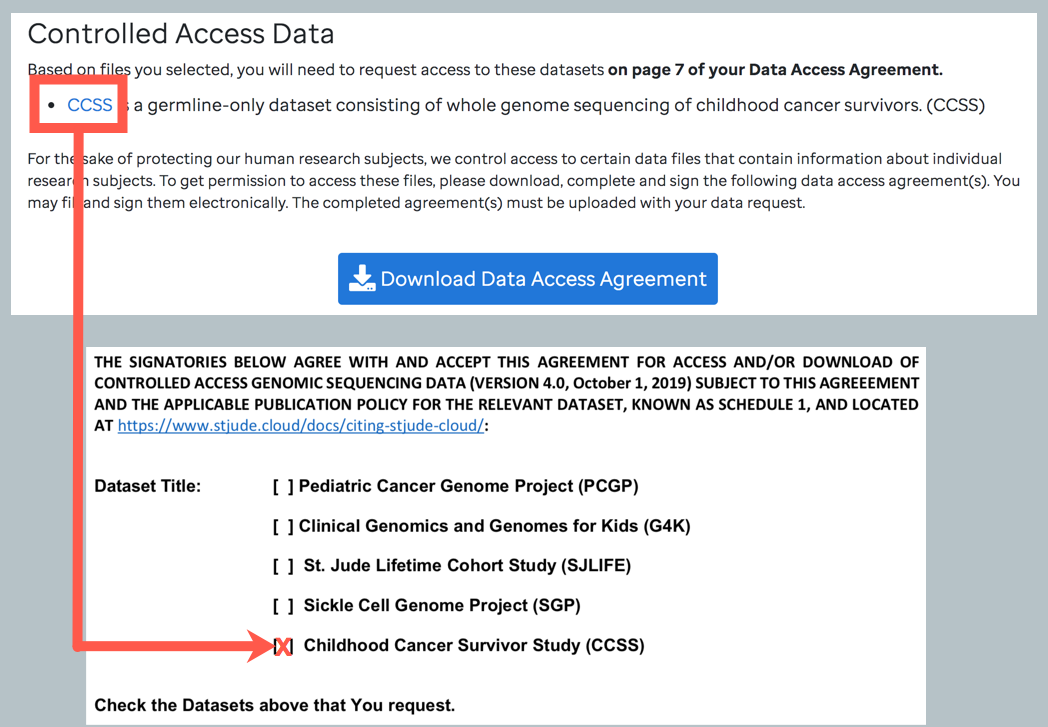 Controlled Access Data
Based on files you selected, you will need to request access to these datasets on page 7 of your Data Access Agreement.
• CCSS a germline-only dataset consisting of whole genome sequencing of childhood cancer survivors. (CCSS)
For the sake of protecting our human research subjects, we control access to certain data files that contain information about individual
research subjects. To get permission to access these files, please download, complete and sign the following data access agreement(s). You
may fill and sign them electronically. The completed agreement(s) must be uploaded with your data request.
Download Data Access Agreement
THE SIGNATORIES BELOW AGREE WITH AND ACCEPT THIS AGREEMENT FOR ACCESS AND/OR DOWNLOAD OF
CONTROLLED ACCESS GENOMIC SEQUENCING DATA (VERSION 4.0, October 1, 2019) SUBJECT TO THIS AGREEEMENT
AND THE APPLICABLE PUBLICATION POLICY FOR THE RELEVANT DATASET, KNOWN AS SCHEDULE 1, AND LOCATED
AT https://www.stjude.cloud/docs/citing-stjude-cloud/:
Dataset Title: [ ] Pediatric Cancer Genome Project (PCGP)
[ ] Clinical Genomics and Genomes for Kids (G4K)
[ ] St. Jude Lifetime Cohort Study (SJLIFE)
[ ] Sickle Cell Genome Project (SGP)
[X] Childhood Cancer Survivor Study (CCSS)
Check the Datasets above that You request.